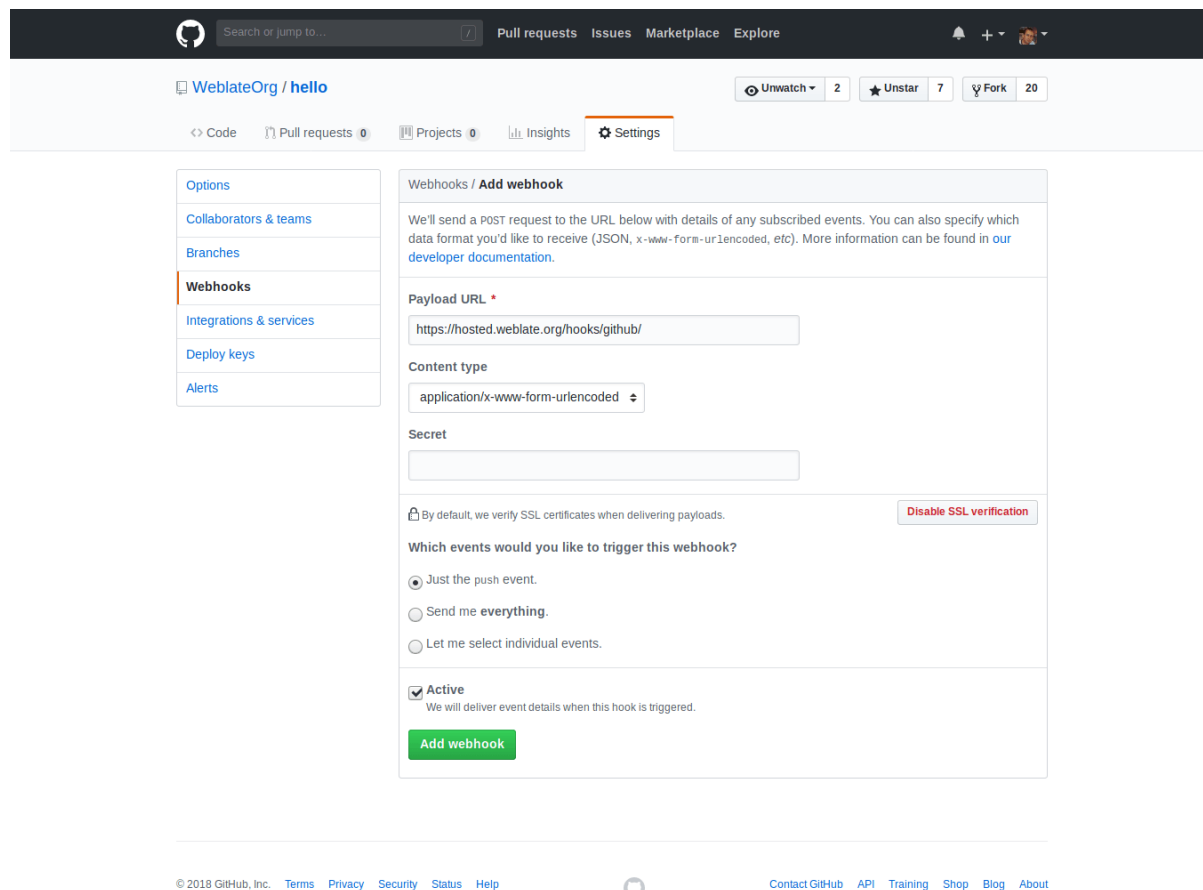 Search or jump to… / Pull requests Issues Marketplace Explore
WeblateOrg / hello Unwatch 2 Unstar 7 Fork 20
Code Pull requests 0 Projects 0 Insights Settings
Options
Collaborators & teams
Branches
Webhooks
Integrations & services
Deploy keys
Alerts
Webhooks / Add webhook
We’ll send a POST request to the URL below with details of any subscribed events. You can also specify which
data format you’d like to receive (JSON, x-www-form-urlencoded, etc). More information can be found in our
developer documentation.
Payload URL *
https://hosted.weblate.org/hooks/github/
Content type
application/x-www-form-urlencoded
Secret
By default, we verify SSL certificates when delivering payloads. Disable SSL verification
Which events would you like to trigger this webhook?
Just the push event.
Send me everything.
Let me select individual events.
Active
We will deliver event details when this hook is triggered.
Add webhook
© 2018 GitHub, Inc. Terms Privacy Security Status Help Contact GitHub API Training Shop Blog About